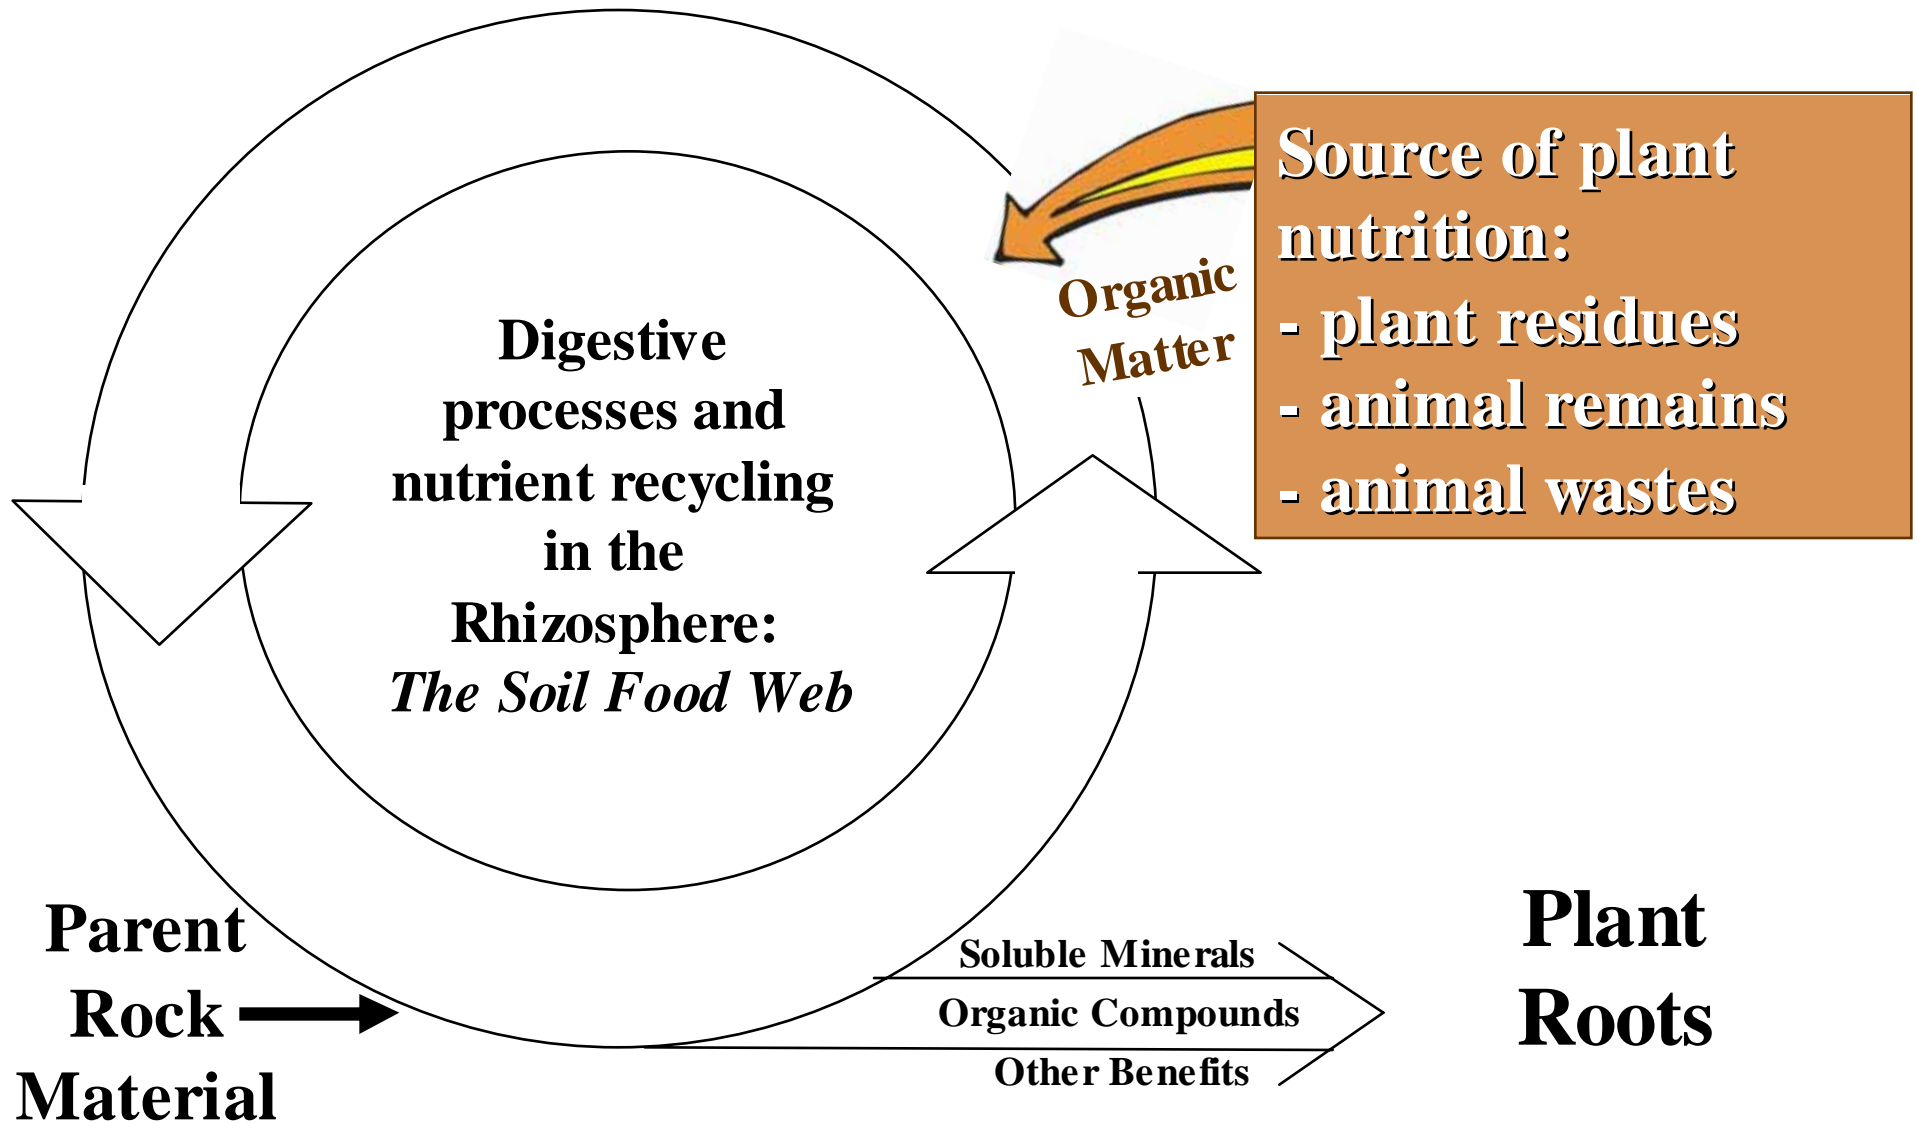 Source of plant
nutrition:
- plant residues
- animal remains
- animal wastes
Organic
Matter
Digestive
processes and
nutrient recycling
in the
Rhizosphere:
The Soil Food Web
Parent
Rock
Material
Soluble Minerals
Organic Compounds
Other Benefits
Plant
Roots